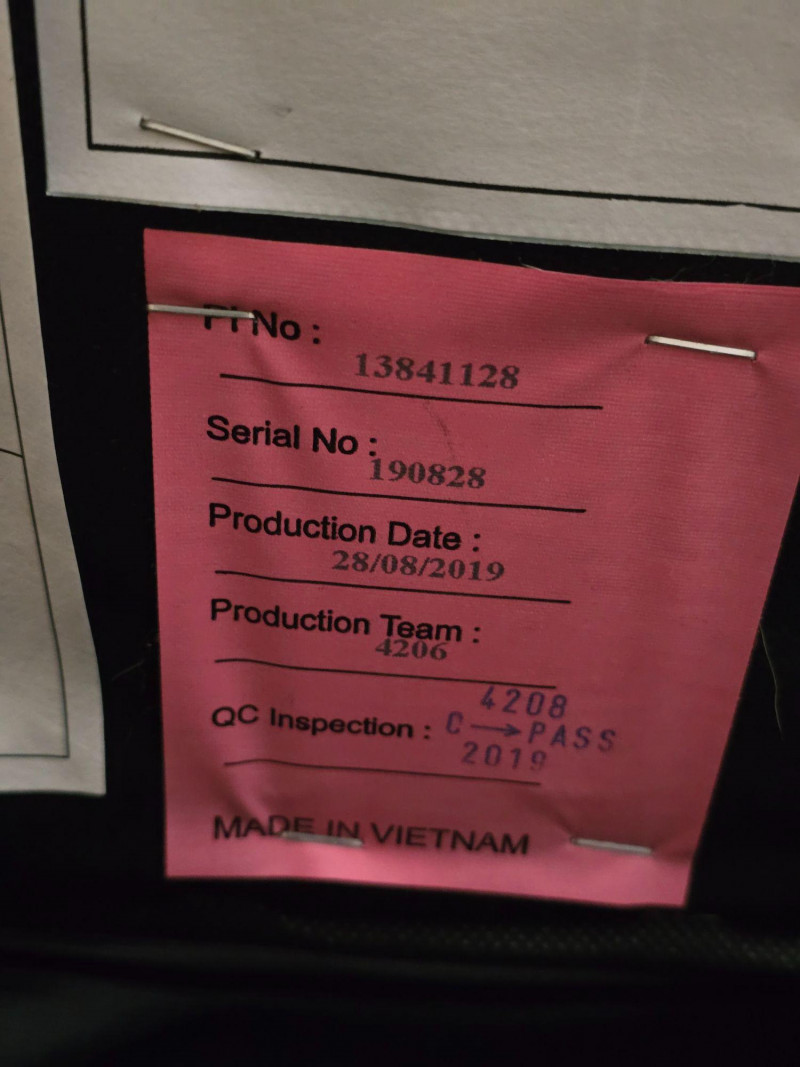 PI No :
13841128
Serial No :
190828
Production Date :
28/08/2019
Production Team :
4206
4208
QC Inspection : C→PASS
2019
MADE IN VIETNAM